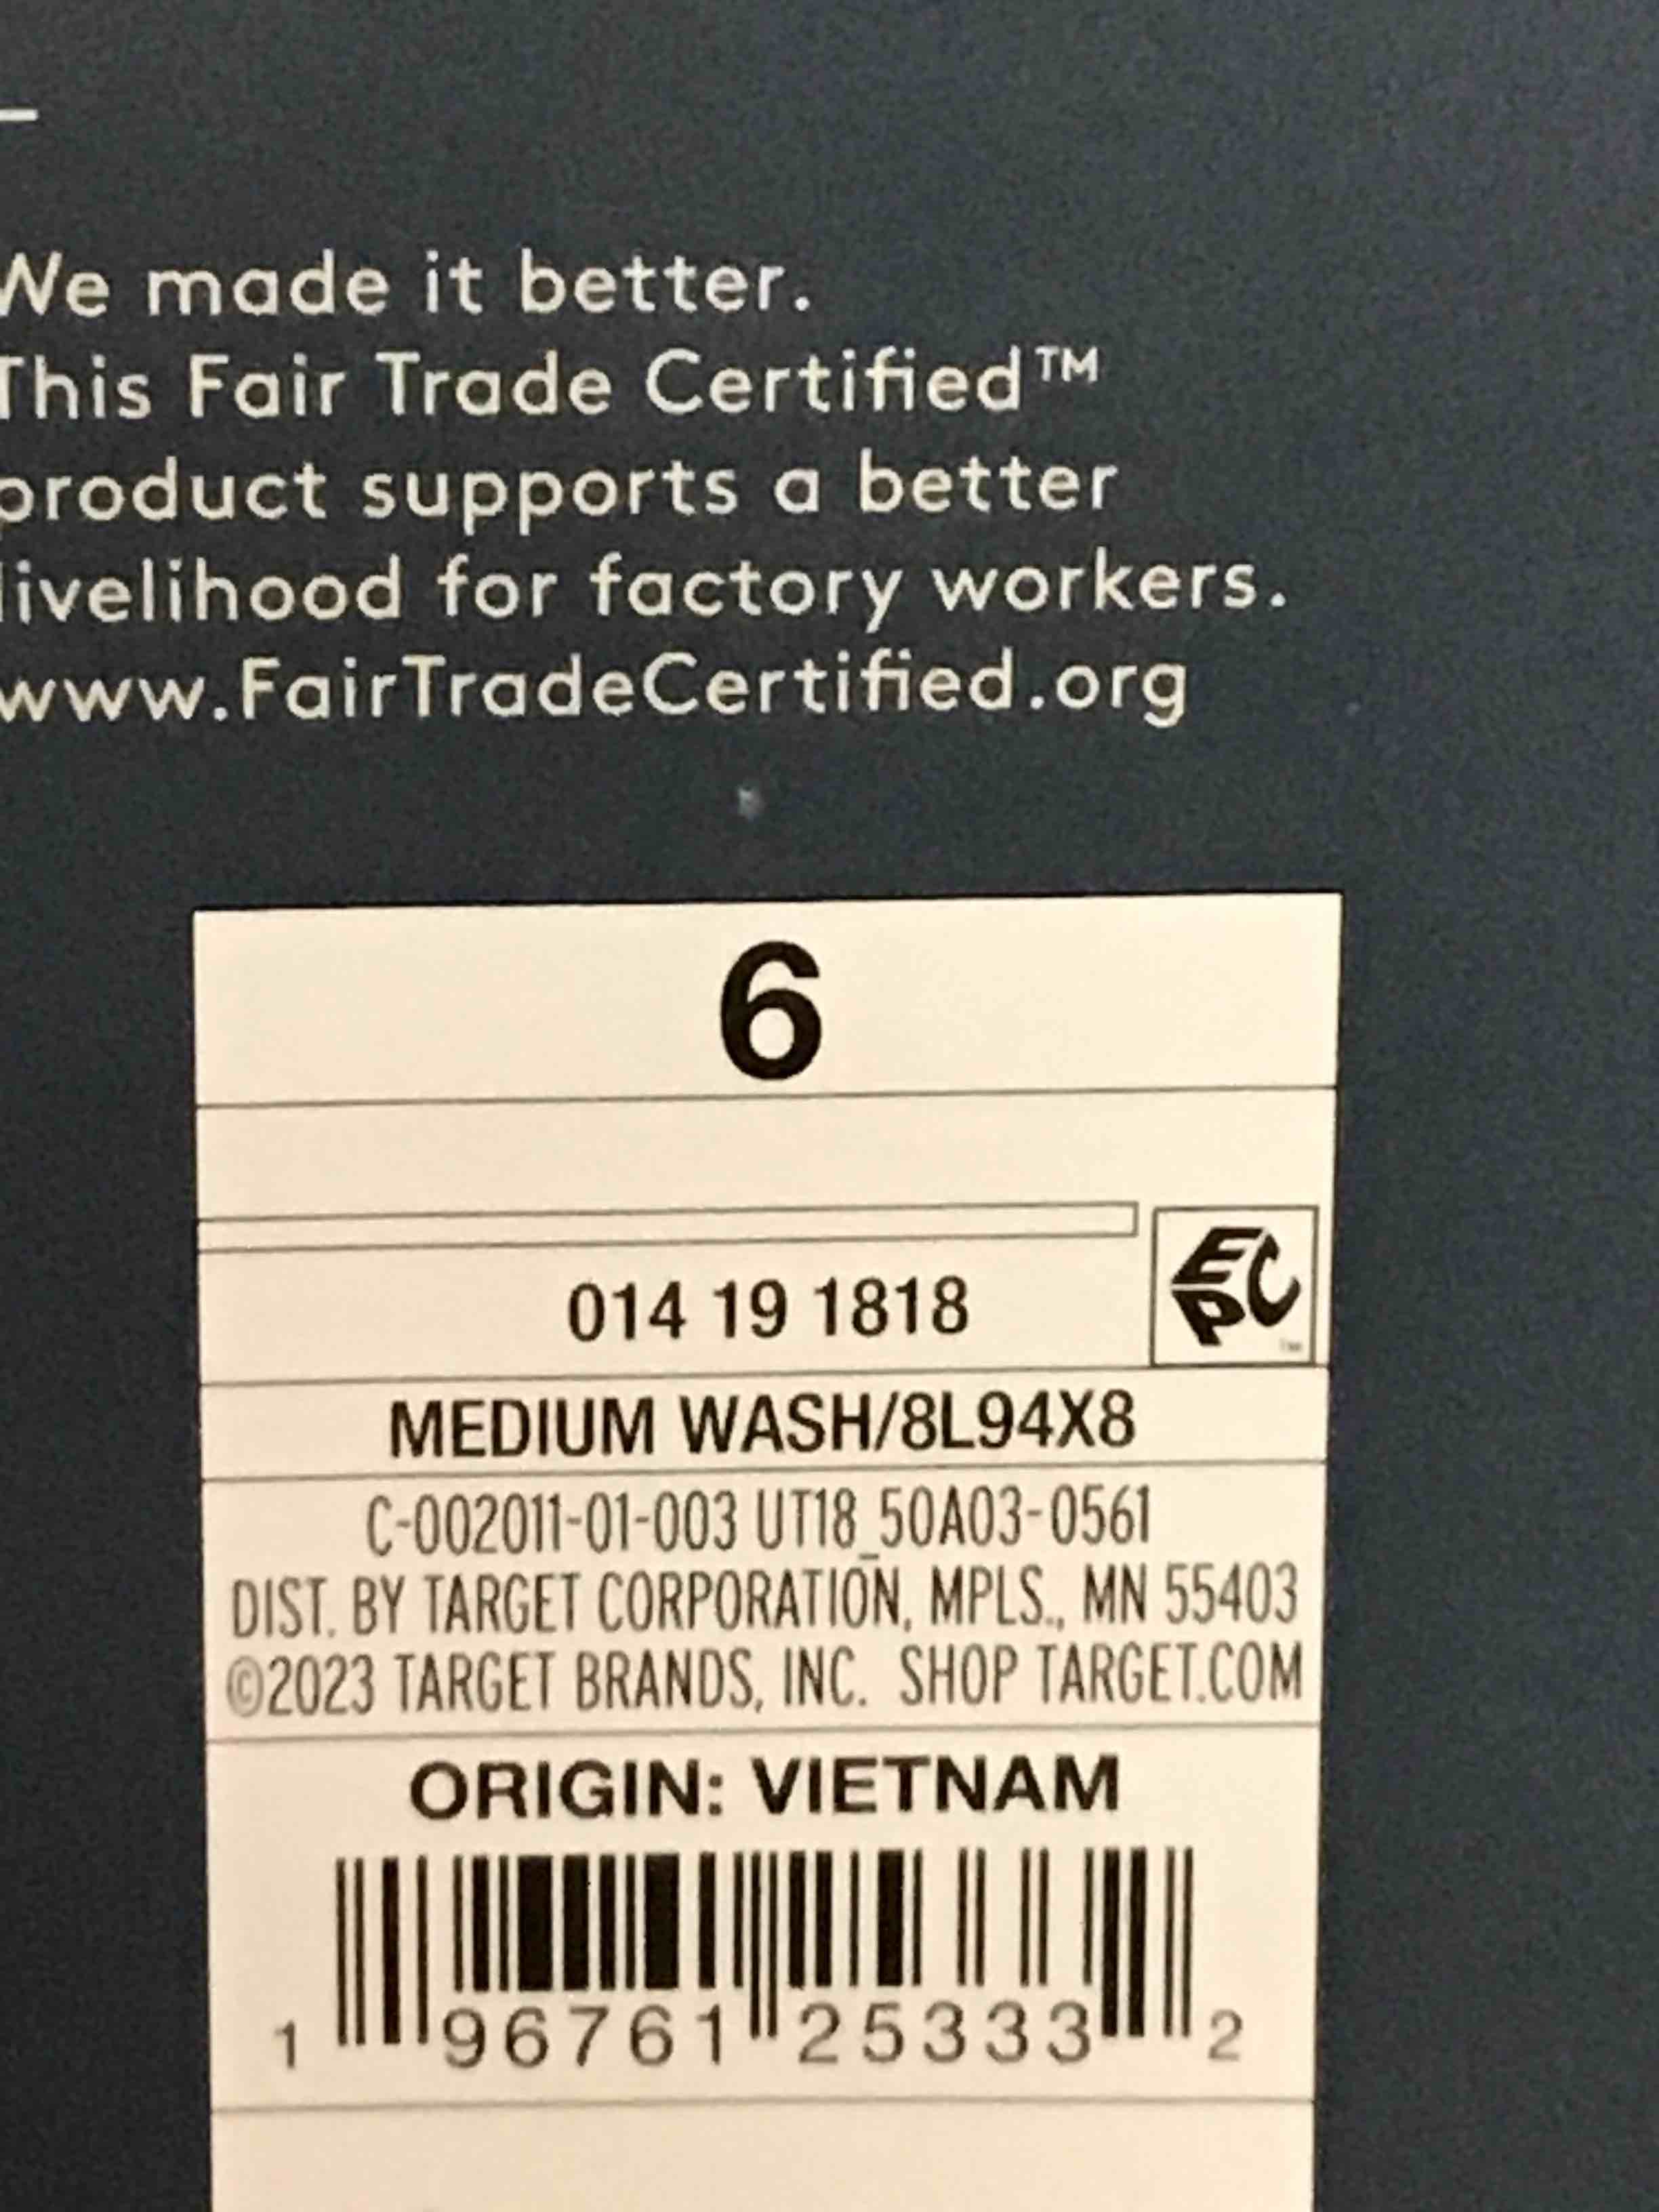 We made it better.
This Fair Trade Certified™
product supports a better
livelihood for factory workers.
www.FairTradeCertified.org
6
014 19 1818
EPC
MEDIUM WASH/8L94X8
C-002011-01-003 UT18_50A03-0561
DIST. BY TARGET CORPORATION, MPLS., MN 55403
©2023 TARGET BRANDS, INC. SHOP TARGET.COM
ORIGIN: VIETNAM
1 96761 25333 2